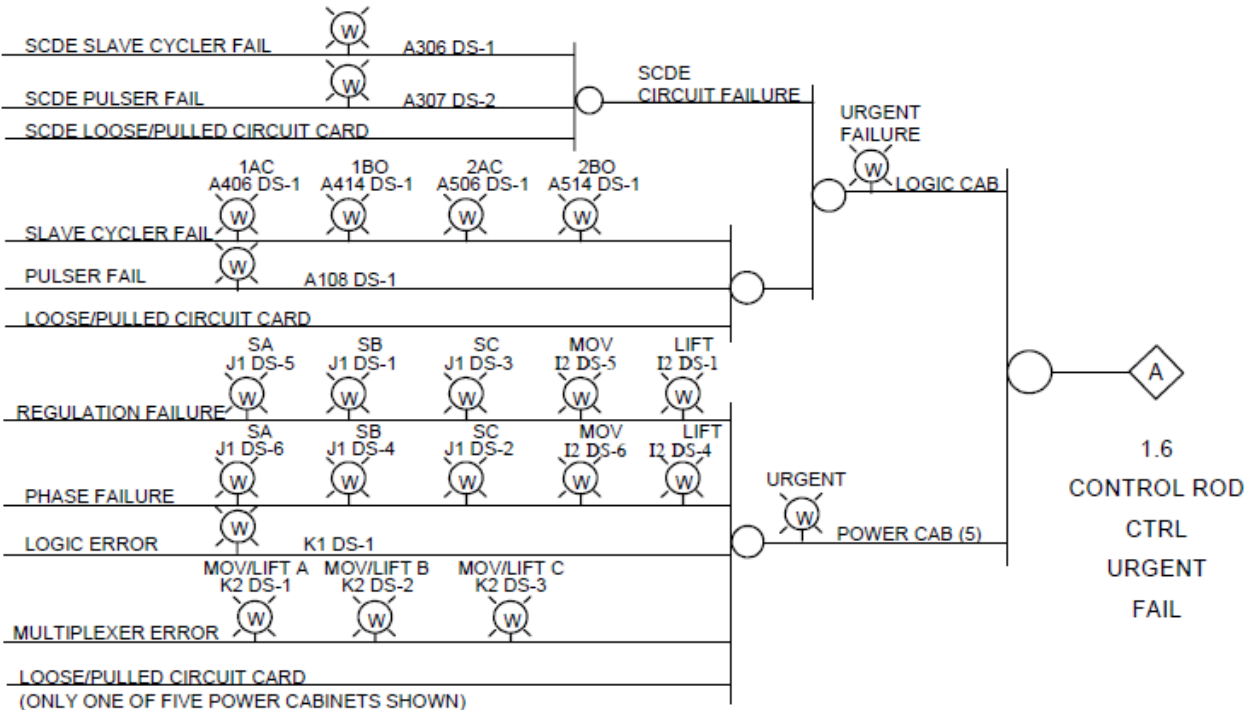 W
SCDE SLAVE CYCLER FAIL A306 DS-1
W
SCDE PULSER FAIL A307 DS-2
SCDE LOOSE/PULLED CIRCUIT CARD
SCDE
CIRCUIT FAILURE
URGENT
FAILURE
W
LOGIC CAB
1AC 1BO 2AC 2BO
A406 DS-1 A414 DS-1 A506 DS-1 A514 DS-1
W W W W
SLAVE CYCLER FAIL
W
PULSER FAIL A108 DS-1
LOOSE/PULLED CIRCUIT CARD
SA SB SC MOV LIFT
J1 DS-5 J1 DS-1 J1 DS-3 I2 DS-5 I2 DS-1
W W W W W
REGULATION FAILURE
SA SB SC MOV LIFT
J1 DS-6 J1 DS-4 J1 DS-2 I2 DS-6 I2 DS-4
W W W W W
PHASE FAILURE
W
LOGIC ERROR K1 DS-1
MOV/LIFT A MOV/LIFT B MOV/LIFT C
K2 DS-1 K2 DS-2 K2 DS-3
W W W
MULTIPLEXER ERROR
LOOSE/PULLED CIRCUIT CARD
(ONLY ONE OF FIVE POWER CABINETS SHOWN)
URGENT
W
POWER CAB (5)
A
1.6
CONTROL ROD
CTRL
URGENT
FAIL